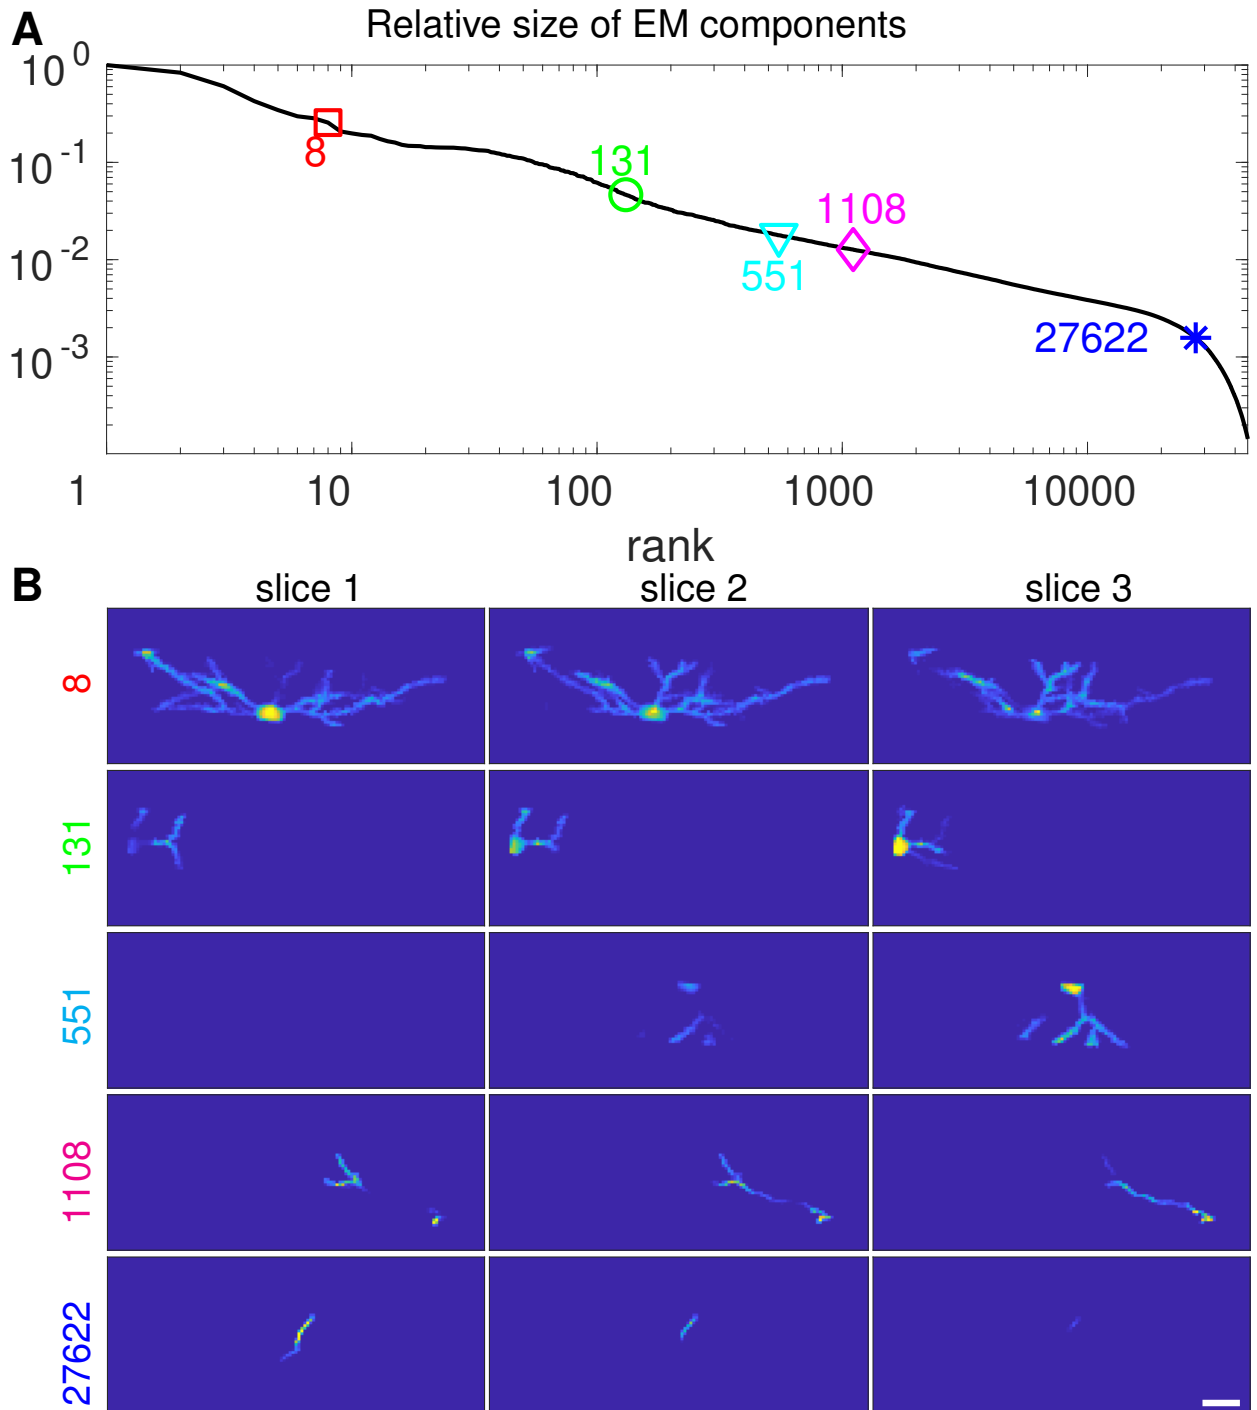 A
Relative size of EM components
10^0
10^-1
10^-2
10^-3
8
131
551
1108
27622
1 10 100 1000 10000
rank
B
slice 1 slice 2 slice 3
8
131
551
1108
27622